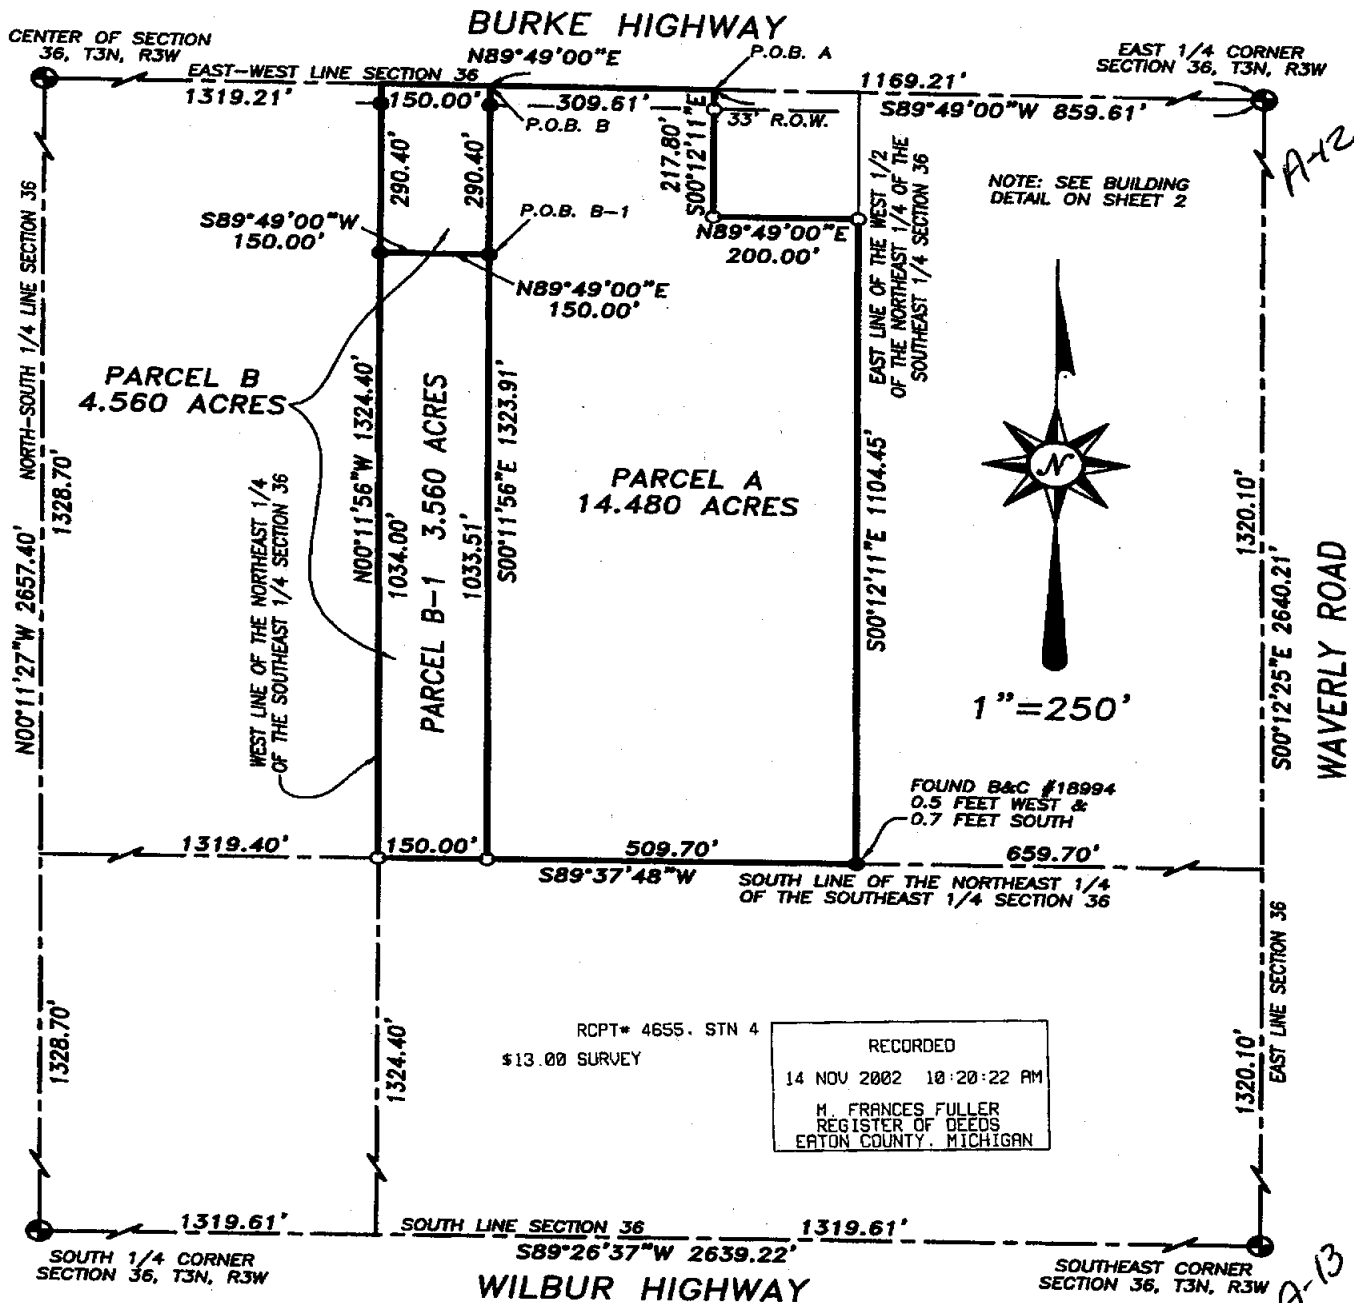 BURKE HIGHWAY
CENTER OF SECTION
36, T3N, R3W
N89°49'00"E
P.O.B. A
EAST 1/4 CORNER
SECTION 36, T3N, R3W
EAST-WEST LINE SECTION 36
1319.21'
150.00'
309.61'
1169.21'
S89°49'00"W 859.61'
P.O.B. B
33' R.O.W.
A-12
290.40'
290.40'
217.80'
S00°12'11"E
NOTE: SEE BUILDING
DETAIL ON SHEET 2
EAST LINE OF THE WEST 1/2
OF THE NORTHEAST 1/4 OF THE
SOUTHEAST 1/4 SECTION 36
S89°49'00"W
150.00'
P.O.B. B-1
N89°49'00"E
200.00'
N89°49'00"E
150.00'
NORTH-SOUTH 1/4 LINE SECTION 36
1328.70'
N00°11'27"W 2657.40'
PARCEL B
4.560 ACRES
N00°11'56"W 1324.40'
1034.00'
PARCEL B-1 3.560 ACRES
1033.51'
S00°11'56"E 1323.91'
PARCEL A
14.480 ACRES
S00°12'11"E 1104.45'
N
1"=250'
1320.10'
S00°12'25"E 2640.21'
WAVERLY ROAD
WEST LINE OF THE NORTHEAST 1/4
OF THE SOUTHEAST 1/4 SECTION 36
FOUND B&C #18994
0.5 FEET WEST &
0.7 FEET SOUTH
1319.40'
150.00'
509.70'
659.70'
S89°37'48"W
SOUTH LINE OF THE NORTHEAST 1/4
OF THE SOUTHEAST 1/4 SECTION 36
1328.70'
1324.40'
RCPT# 4655. STN 4
$13.00 SURVEY
RECORDED
14 NOV 2002 10:20:22 AM
M. FRANCES FULLER
REGISTER OF DEEDS
EATON COUNTY. MICHIGAN
1320.10'
EAST LINE SECTION 36
1319.61'
SOUTH LINE SECTION 36
1319.61'
S89°26'37"W 2639.22'
SOUTH 1/4 CORNER
SECTION 36, T3N, R3W
WILBUR HIGHWAY
SOUTHEAST CORNER
SECTION 36, T3N, R3W
A-13